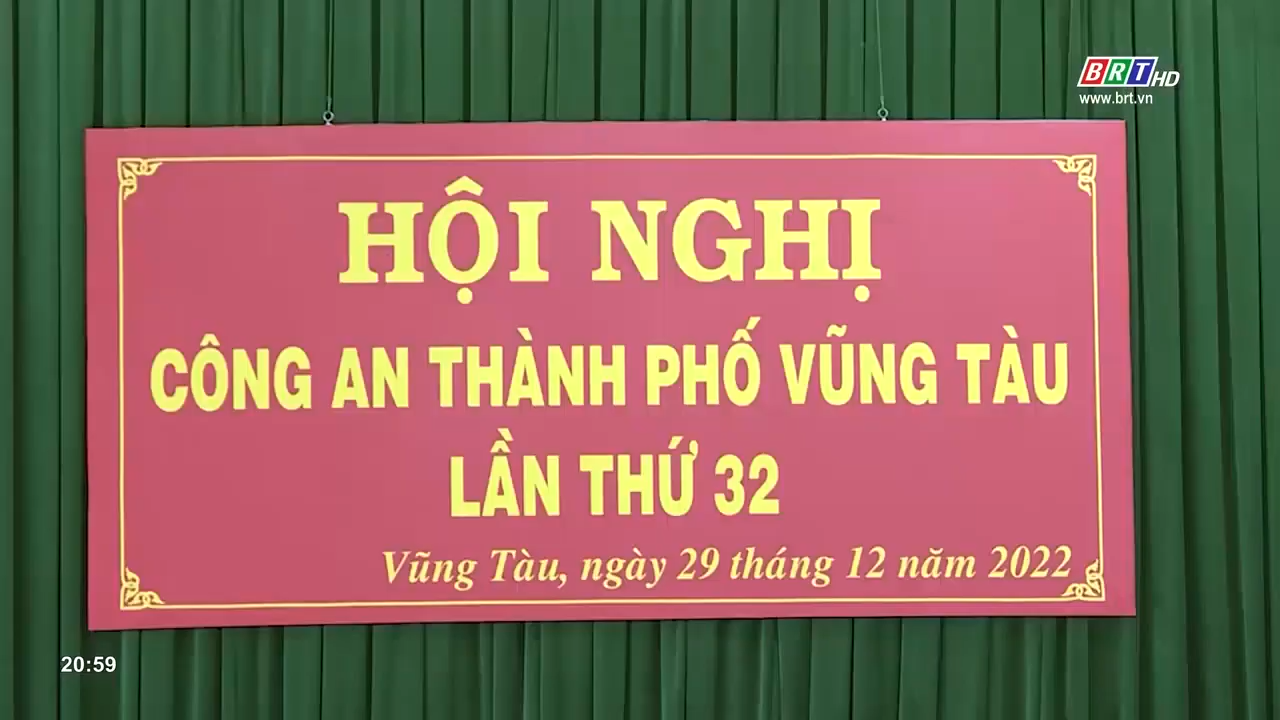 BRT HD
www.brt.vn
HỘI NGHỊ
CÔNG AN THÀNH PHỐ VŨNG TÀU
LẦN THỨ 32
Vũng Tàu, ngày 29 tháng 12 năm 2022
20:59